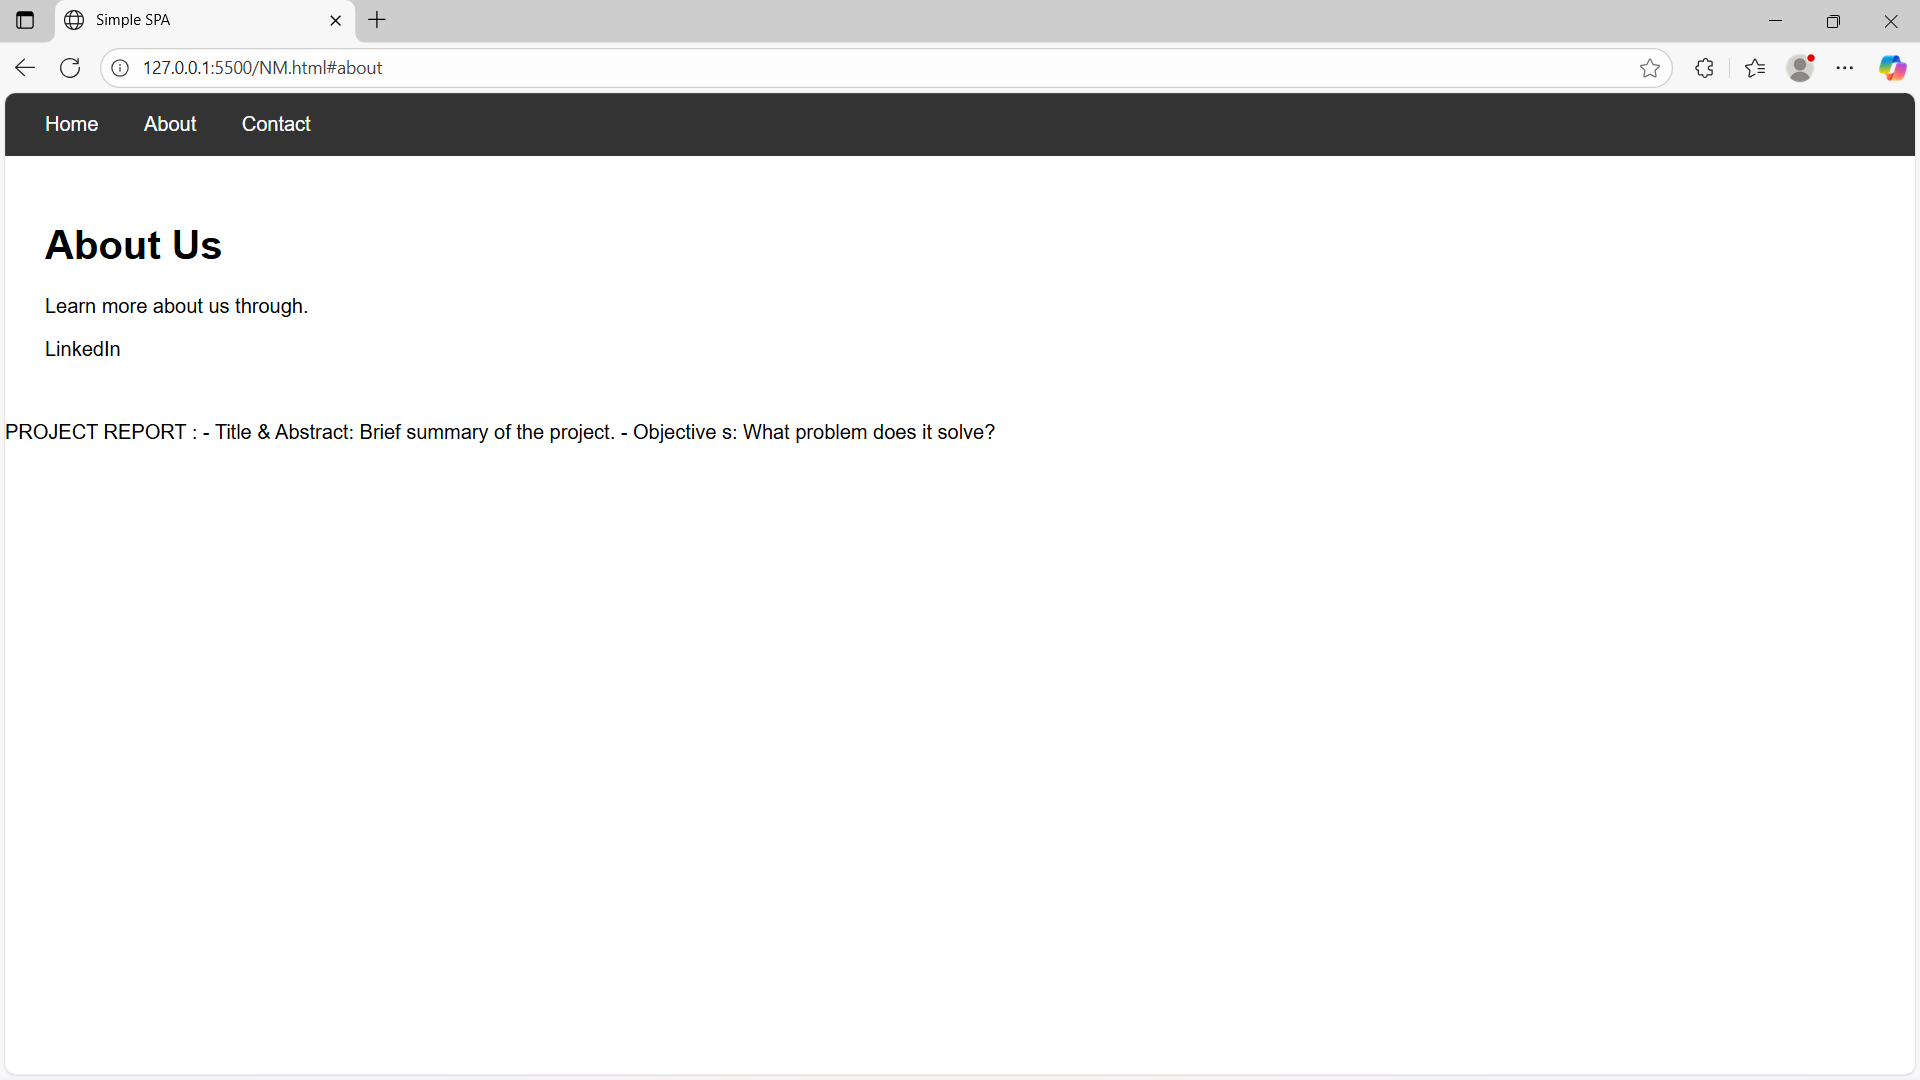 Simple SPA
127.0.0.1:5500/NM.html#about
Home About Contact
About Us
Learn more about us through.
LinkedIn
PROJECT REPORT : - Title & Abstract: Brief summary of the project. - Objective s: What problem does it solve?